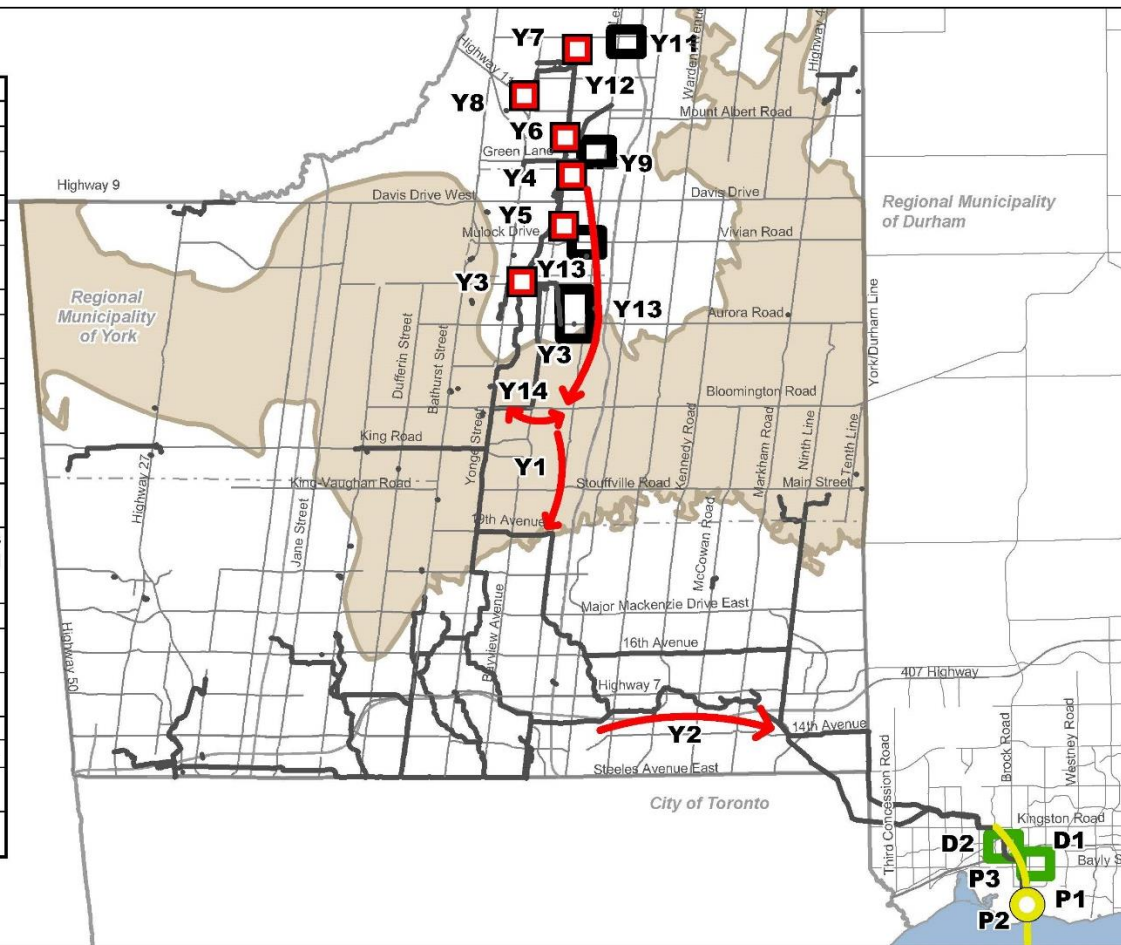 Y7
Y11
Highway 11
Y12
Warden Avenue
Highway 4
Y8
Mount Albert Road
Y6
Green Lane
Y9
Y4
Highway 9
Davis Drive West
Davis Drive
Regional Municipality
of Durham
Y5
Mulock Drive
Vivian Road
Y3
Y13
Regional
Municipality
of York
Y13
Aurora Road
York/Durham Line
Dufferin Street
Bathurst Street
Y3
Y14
Bloomington Road
Yonge Street
King Road
Kennedy Road
Markham Road
Ninth Line
Tenth Line
Y1
Highway 27
King-Vaughan Road
Stouffville Road
Main Street
Jane Street
19th Avenue
McCowan Road
Major Mackenzie Drive East
Bayview Avenue
16th Avenue
Highway 50
407 Highway
Highway 7
Y2
14th Avenue
Brock Road
Westney Road
Third Concession Road
Steeles Avenue East
City of Toronto
Kingston Road
D2
D1
Bayly S
P3
P1
P2